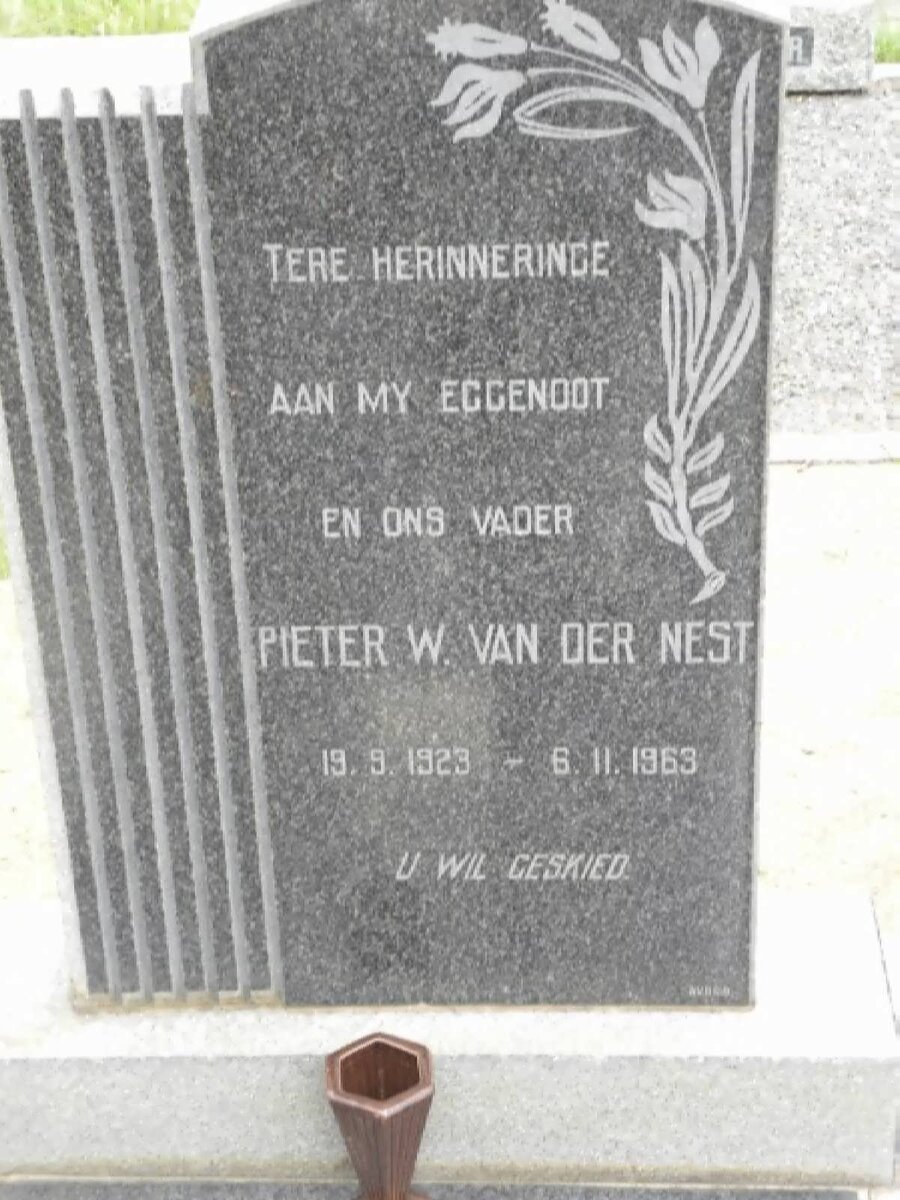 TERE HERINNERINGE
AAN MY EGGENOOT
EN ONS VADER
PIETER W. VAN DER NEST
19. 9. 1923 - 6. 11. 1963
U WIL GESKIED.